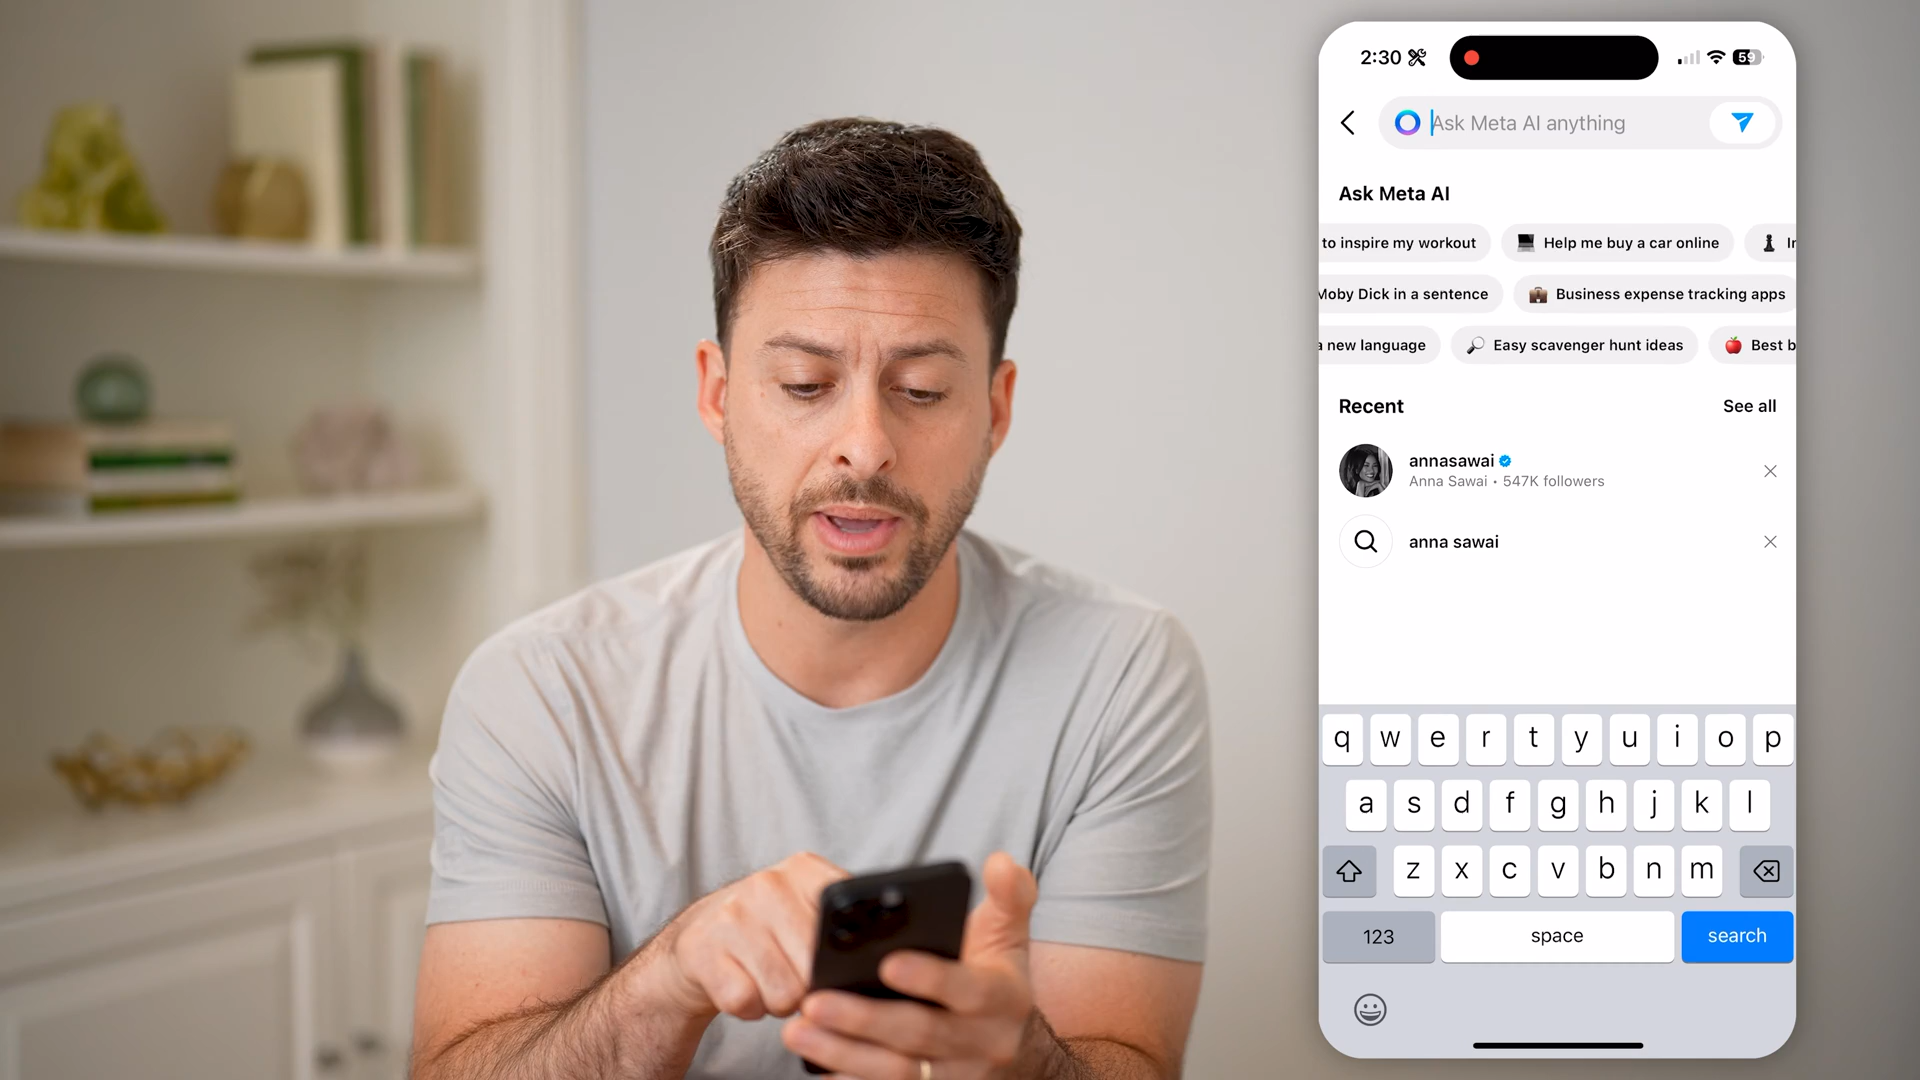 2:30
59
Ask Meta AI anything
Ask Meta AI
to inspire my workout
Help me buy a car online
Moby Dick in a sentence
Business expense tracking apps
a new language
Easy scavenger hunt ideas
Best b
Recent
See all
annasawai
Anna Sawai • 547K followers
anna sawai
q w e r t y u i o p
a s d f g h j k l
z x c v b n m
123
space
search